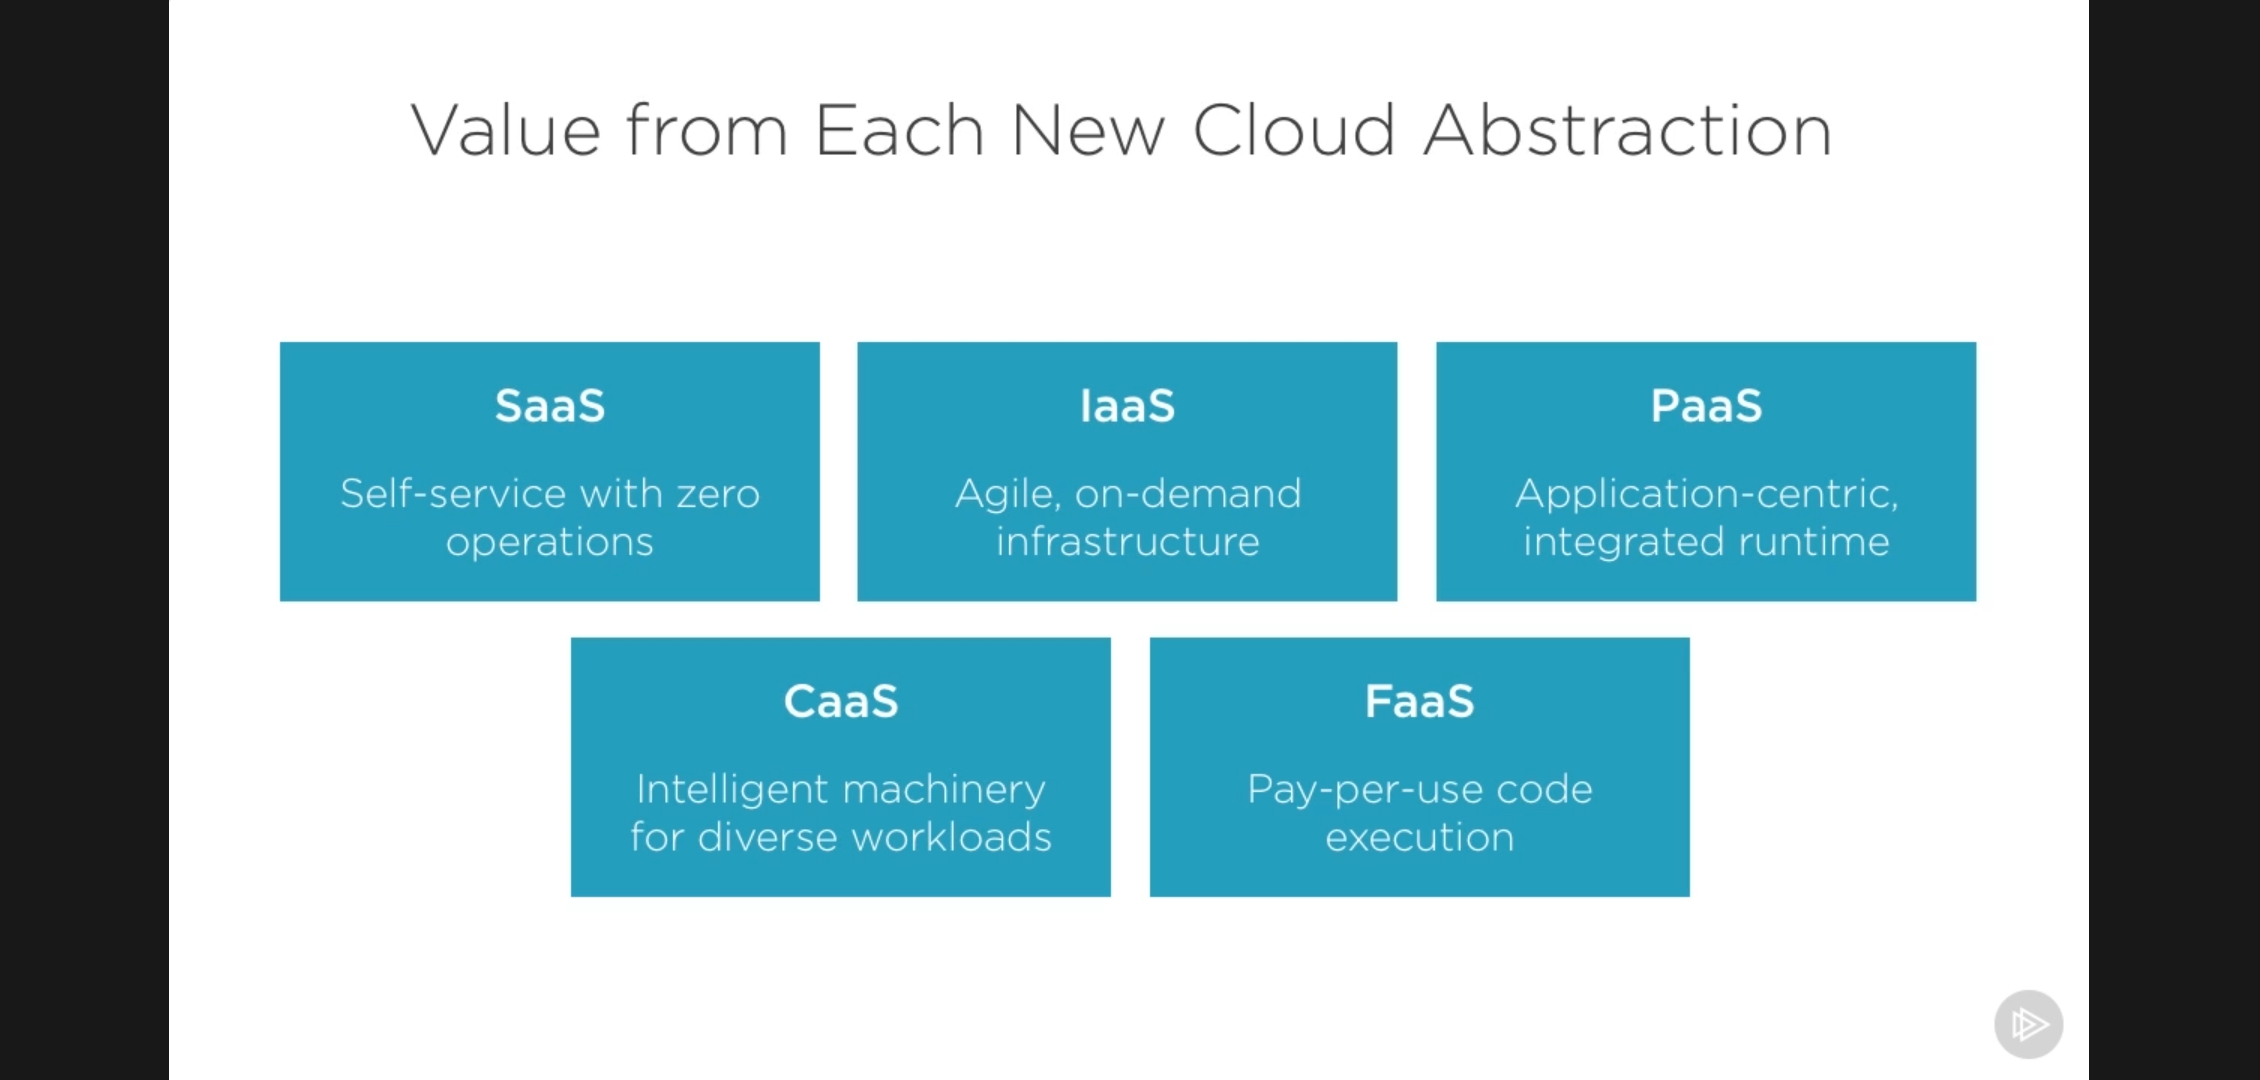 Value from Each New Cloud Abstraction
SaaS
Self-service with zero
operations
IaaS
Agile, on-demand
infrastructure
PaaS
Application-centric,
integrated runtime
CaaS
Intelligent machinery
for diverse workloads
FaaS
Pay-per-use code
execution